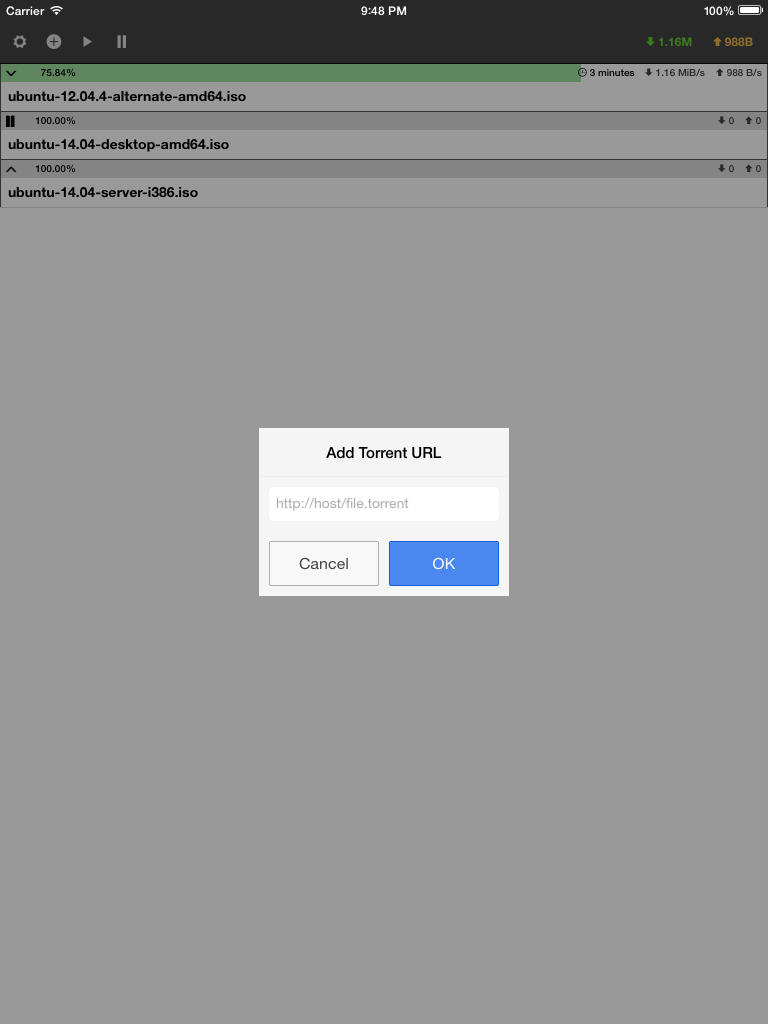 Carrier 9:48 PM 100%
1.16M 988B
75.84% 3 minutes 1.16 MiB/s 988 B/s
ubuntu-12.04.4-alternate-amd64.iso
100.00% 0 0
ubuntu-14.04-desktop-amd64.iso
100.00% 0 0
ubuntu-14.04-server-i386.iso
Add Torrent URL
http://host/file.torrent
Cancel OK